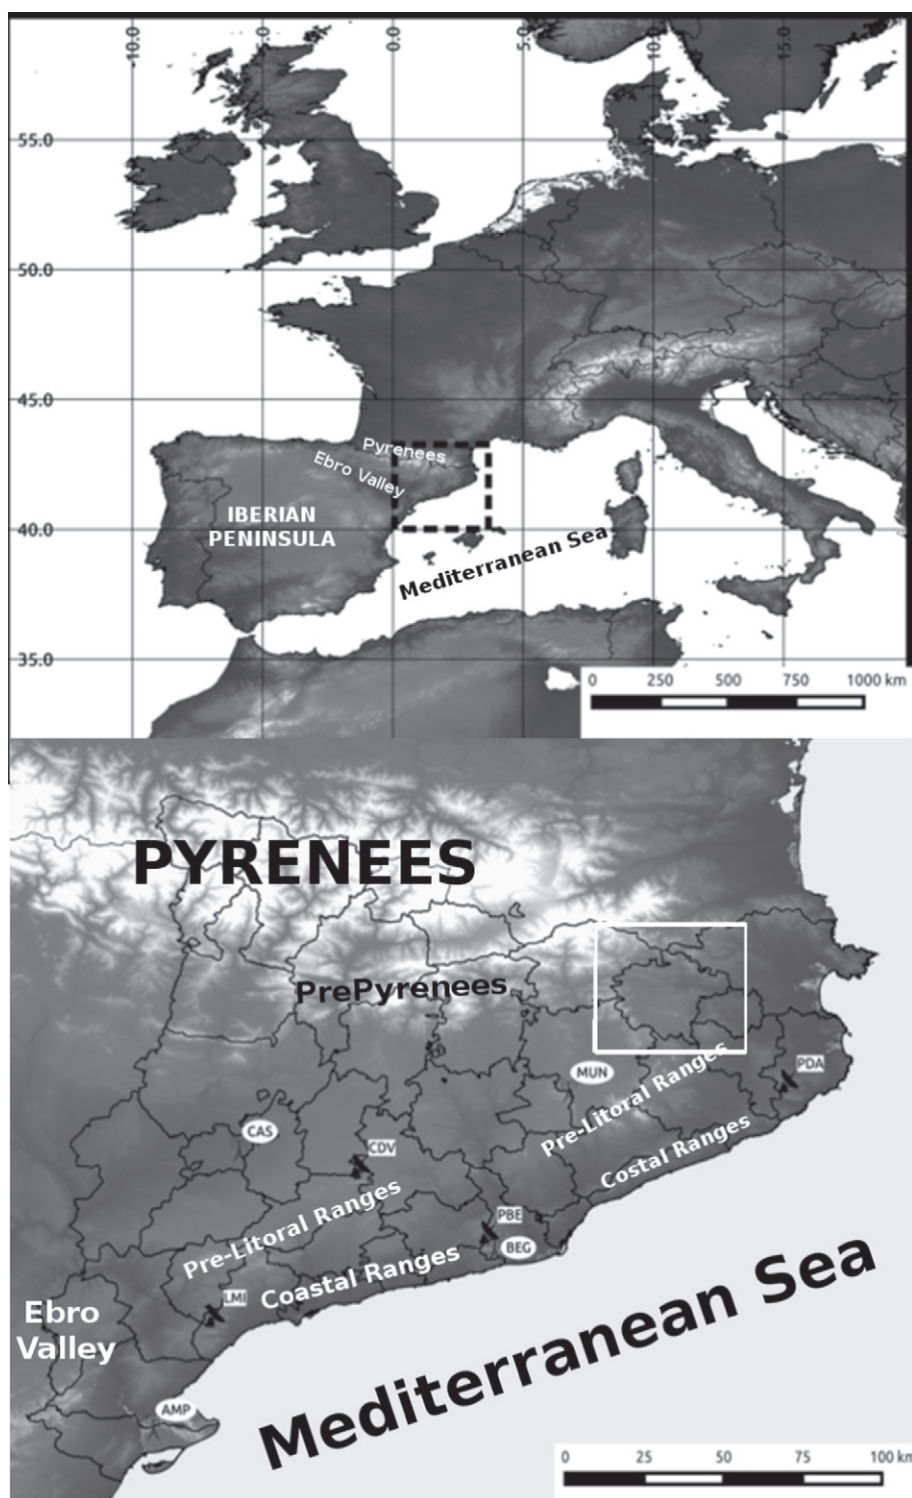 -10.0
-5.0
0.0
5.0
10.0
15.0
55.0
50.0
45.0
Pyrenees
Ebro Valley
IBERIAN
PENINSULA
40.0
Mediterranean Sea
35.0
0 250 500 750 1000 km
PYRENEES
PrePyrenees
MUN
PDA
Pre-Litoral Ranges
CAS
CDV
Costal Ranges
Pre-Litoral Ranges
PBE
BEG
Coastal Ranges
LMI
Ebro
Valley
Mediterranean Sea
AMP
0 25 50 75 100 km